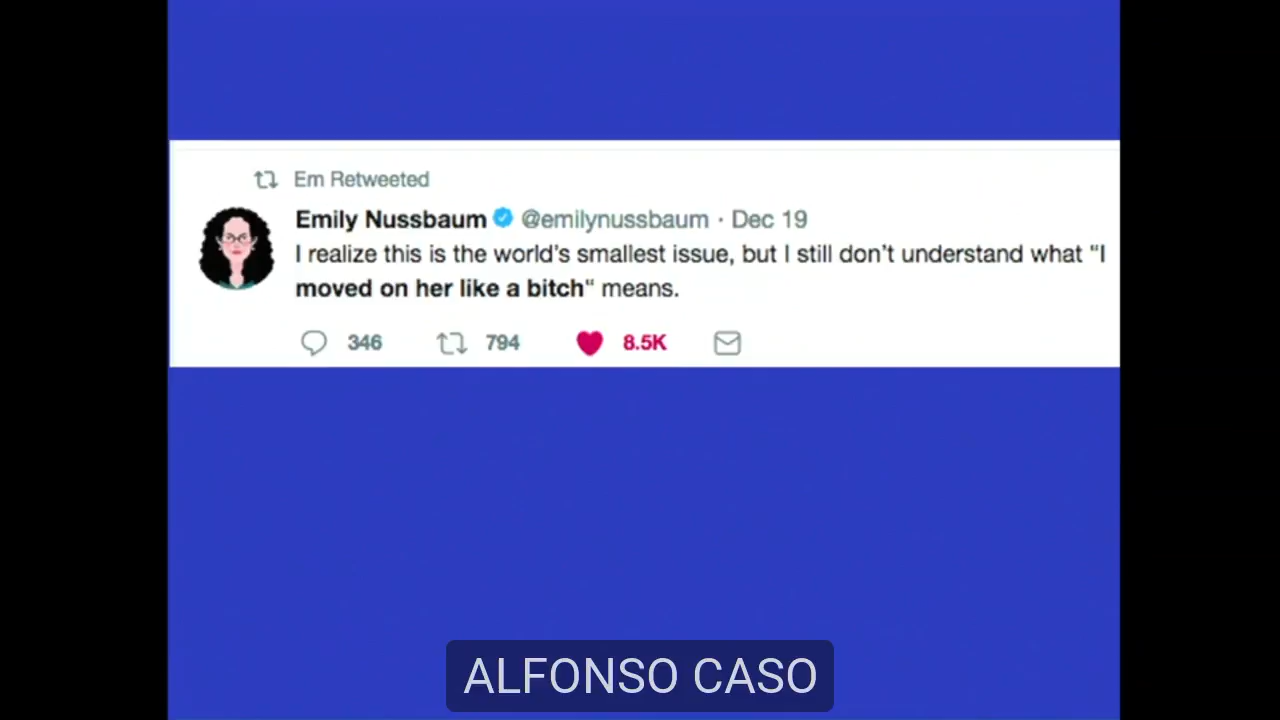 Em Retweeted
Emily Nussbaum @emilynussbaum · Dec 19
I realize this is the world’s smallest issue, but I still don’t understand what “I
moved on her like a bitch“ means.
346 794 8.5K
ALFONSO CASO